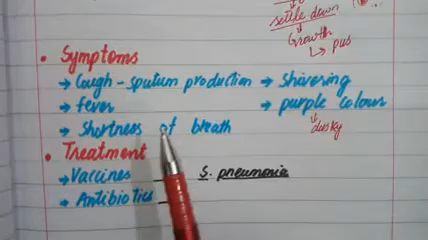 settle down
↓
Growth
↳ pus
• Symptoms
→ Cough - sputum production → Shivering
→ fever → purple colour
↓
dusky
→ Shortness of breath
• Treatment
→ Vaccines S. pneumonia
→ Antibiotics